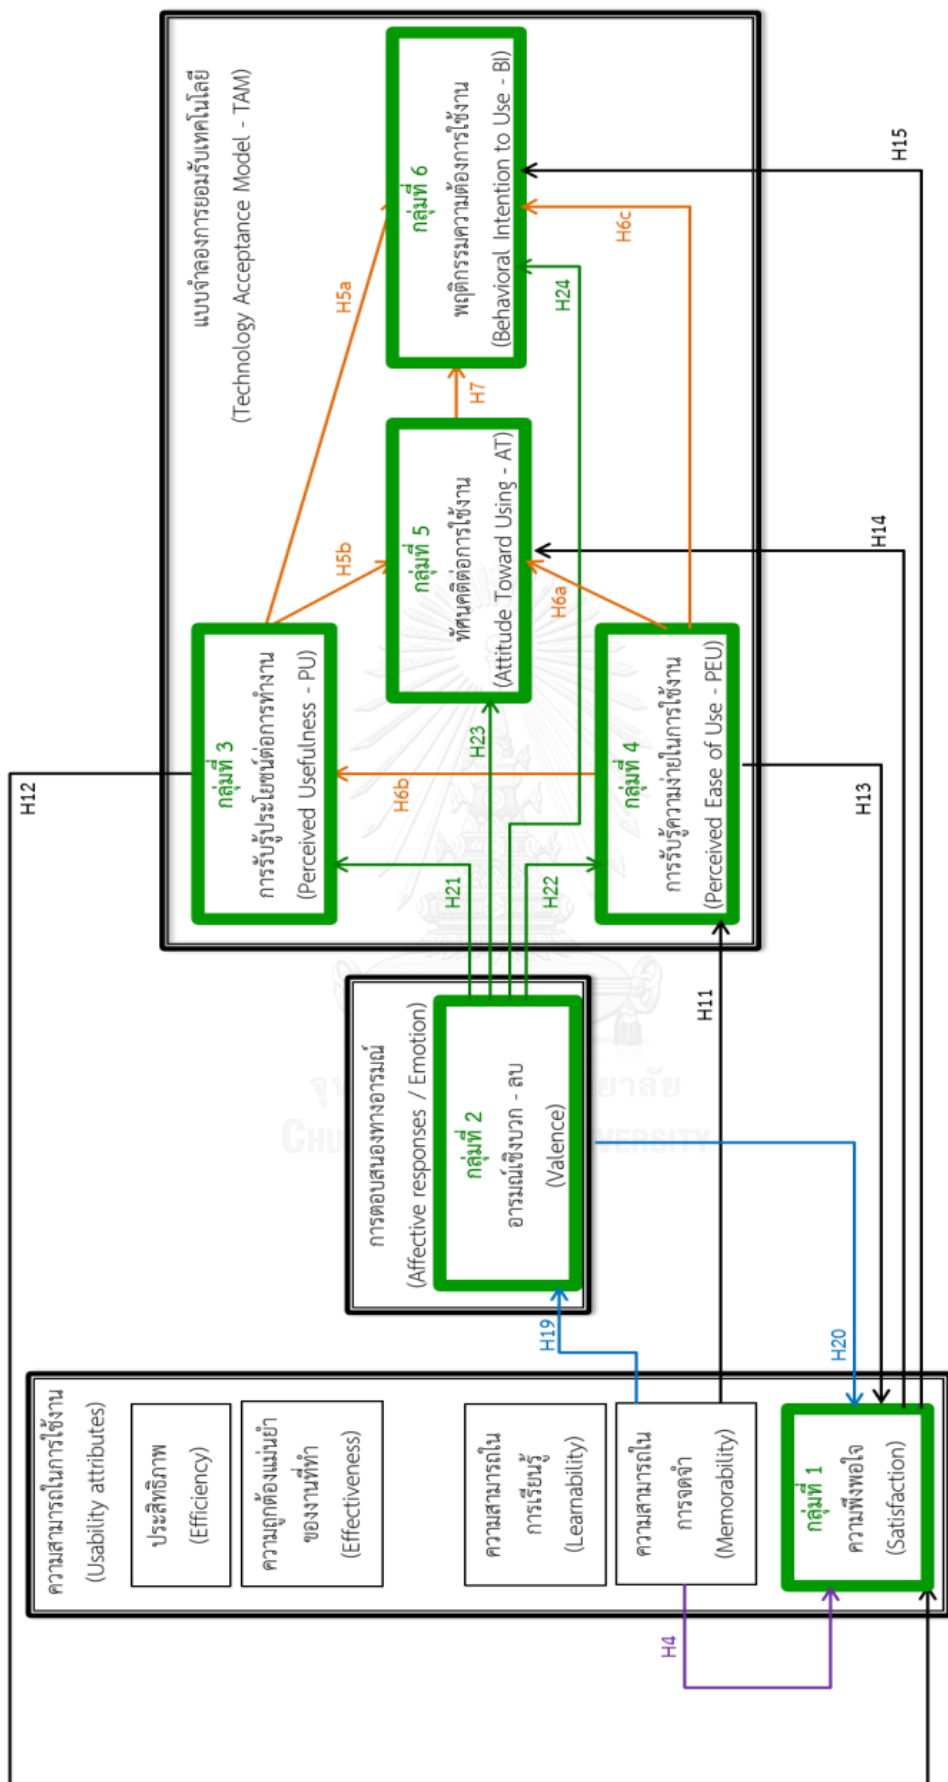 ความสามารถในการใช้งาน
(Usability attributes)
ประสิทธิภาพ
(Efficiency)
ความถูกต้องแม่นยำ
ของงานที่ทำ
(Effectiveness)
ความสามารถใน
การเรียนรู้
(Learnability)
ความสามารถใน
การจดจำ
(Memorability)
กลุ่มที่ 1
ความพึงพอใจ
(Satisfaction)
H4
H19
H20
การตอบสนองทางอารมณ์
(Affective responses / Emotion)
กลุ่มที่ 2
อารมณ์เชิงบวก - ลบ
(Valence)
H11
H12
H13
H14
H15
H21
H22
H23
H24
แบบจำลองการยอมรับเทคโนโลยี
(Technology Acceptance Model - TAM)
กลุ่มที่ 3
การรับรู้ประโยชน์ต่อการทำงาน
(Perceived Usefulness - PU)
กลุ่มที่ 4
การรับรู้ความง่ายในการใช้งาน
(Perceived Ease of Use - PEU)
กลุ่มที่ 5
ทัศนคติต่อการใช้งาน
(Attitude Toward Using - AT)
กลุ่มที่ 6
พฤติกรรมความต้องการใช้งาน
(Behavioral Intention to Use - BI)
H5a
H5b
H6a
H6b
H6c
H7